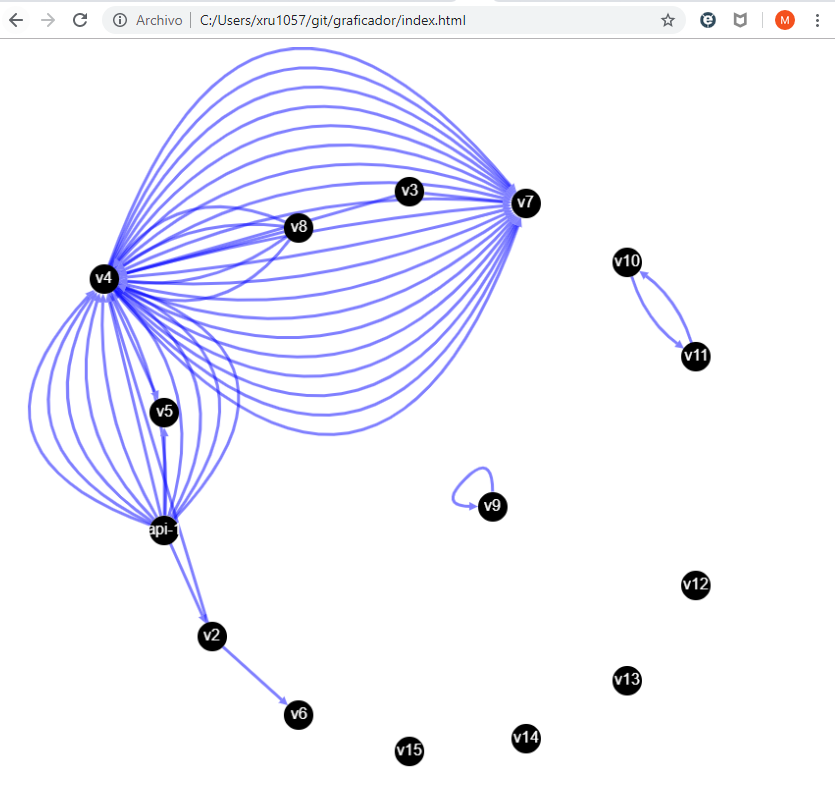 Archivo
C:/Users/xru1057/git/graficador/index.html
M
v3
v7
v8
v10
v4
v11
v5
v9
api-1
v12
v2
v13
v6
v14
v15